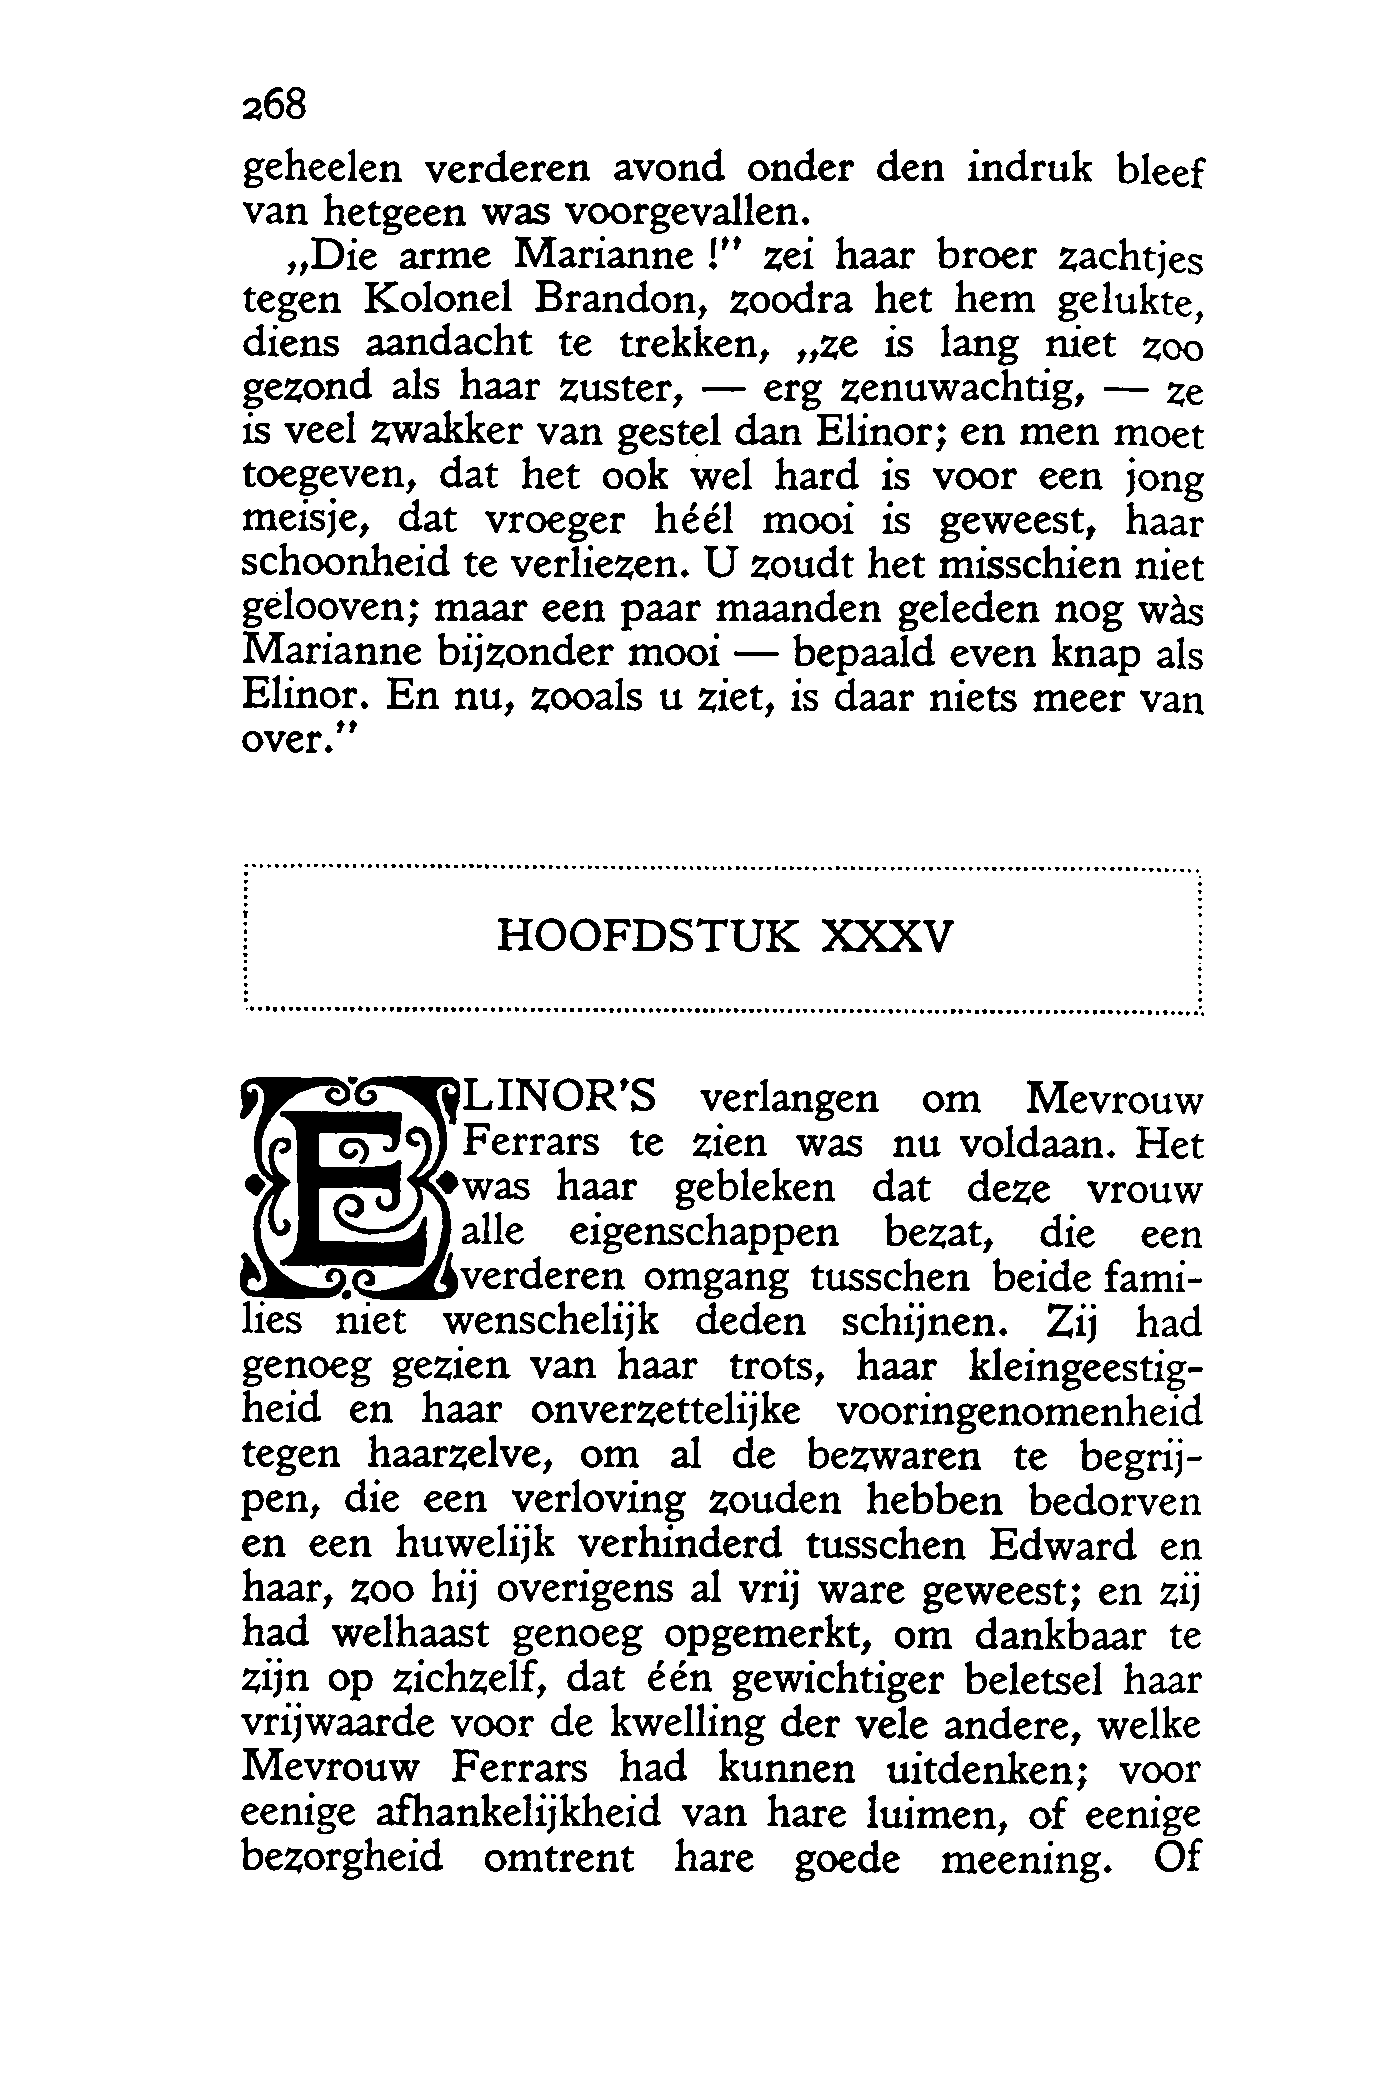 268
geheelen verderen avond onder den indruk bleef
van hetgeen was voorgevallen.
„Die arme Marianne!” zei haar broer zachtjes
tegen Kolonel Brandon, zoodra het hem gelukte,
diens aandacht te trekken, „ze is lang niet zoo
gezond als haar zuster, — erg zenuwachtig, — ze
is veel zwakker van gestel dan Elinor; en men moet
toegeven, dat het ook wel hard is voor een jong
meisje, dat vroeger héél mooi is geweest, haar
schoonheid te verliezen. U zoudt het misschien niet
gelooven; maar een paar maanden geleden nog wàs
Marianne bijzonder mooi — bepaald even knap als
Elinor. En nu, zooals u ziet, is daar niets meer van
over.”
HOOFDSTUK XXXV
ELINOR'S verlangen om Mevrouw
Ferrars te zien was nu voldaan. Het
was haar gebleken dat deze vrouw
alle eigenschappen bezat, die een
verderen omgang tusschen beide fami-
lies niet wenschelijk deden schijnen. Zij had
genoeg gezien van haar trots, haar kleingeestig-
heid en haar onverzettelijke vooringenomenheid
tegen haarzelve, om al de bezwaren te begrij-
pen, die een verloving zouden hebben bedorven
en een huwelijk verhinderd tusschen Edward en
haar, zoo hij overigens al vrij ware geweest; en zij
had welhaast genoeg opgemerkt, om dankbaar te
zijn op zichzelf, dat één gewichtiger beletsel haar
vrijwaarde voor de kwelling der vele andere, welke
Mevrouw Ferrars had kunnen uitdenken; voor
eenige afhankelijkheid van hare luimen, of eenige
bezorgheid omtrent hare goede meening. Of